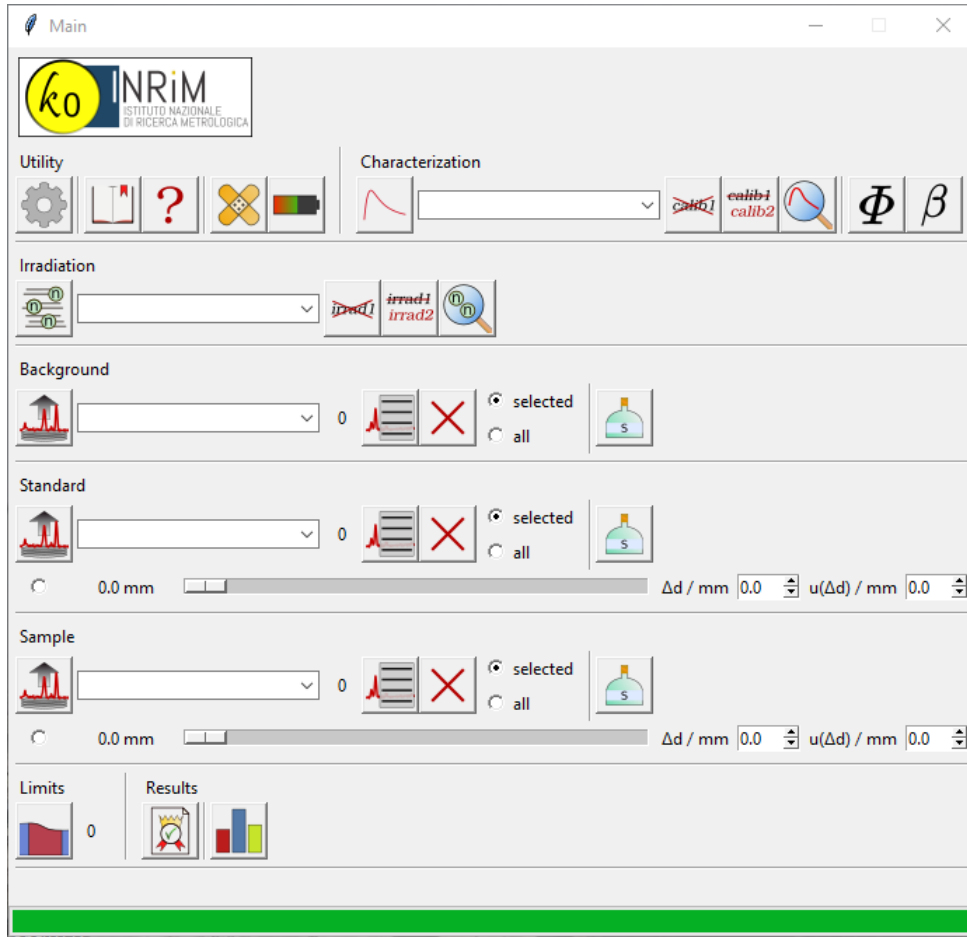 Main
k0 INRiM
ISTITUTO NAZIONALE
DI RICERCA METROLOGICA
Utility
Characterization
?
calib1
calib1
calib2
Φ
β
Irradiation
n
n
n
irrad1
irrad1
irrad2
n
n
Background
0
selected
all
S
Standard
0
selected
all
S
0.0 mm
Δd / mm 0.0 u(Δd) / mm 0.0
Sample
0
selected
all
S
0.0 mm
Δd / mm 0.0 u(Δd) / mm 0.0
Limits
Results
0